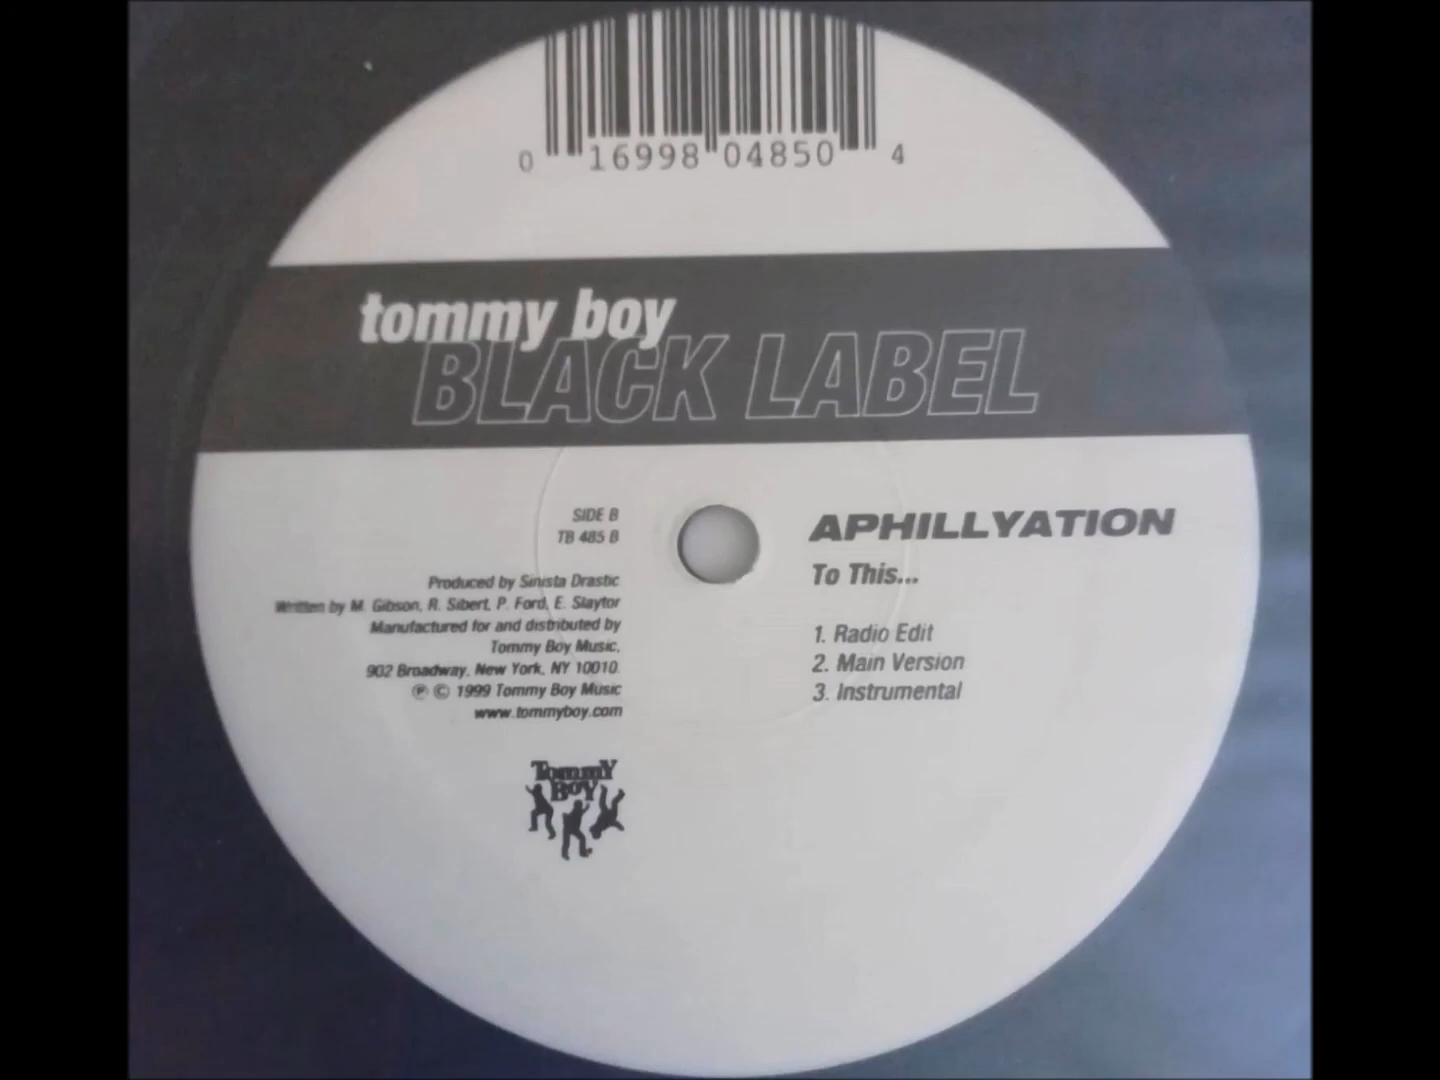 0 16998 04850 4
tommy boy
BLACK LABEL
SIDE B
TB 485 B
Produced by Sinista Drastic
Written by M. Gibson, R. Sibert, P. Ford, E. Slaytor
Manufactured for and distributed by
Tommy Boy Music,
902 Broadway, New York, NY 10010.
℗ © 1999 Tommy Boy Music
www.tommyboy.com
TommY
BoY
APHILLYATION
To This...
1. Radio Edit
2. Main Version
3. Instrumental